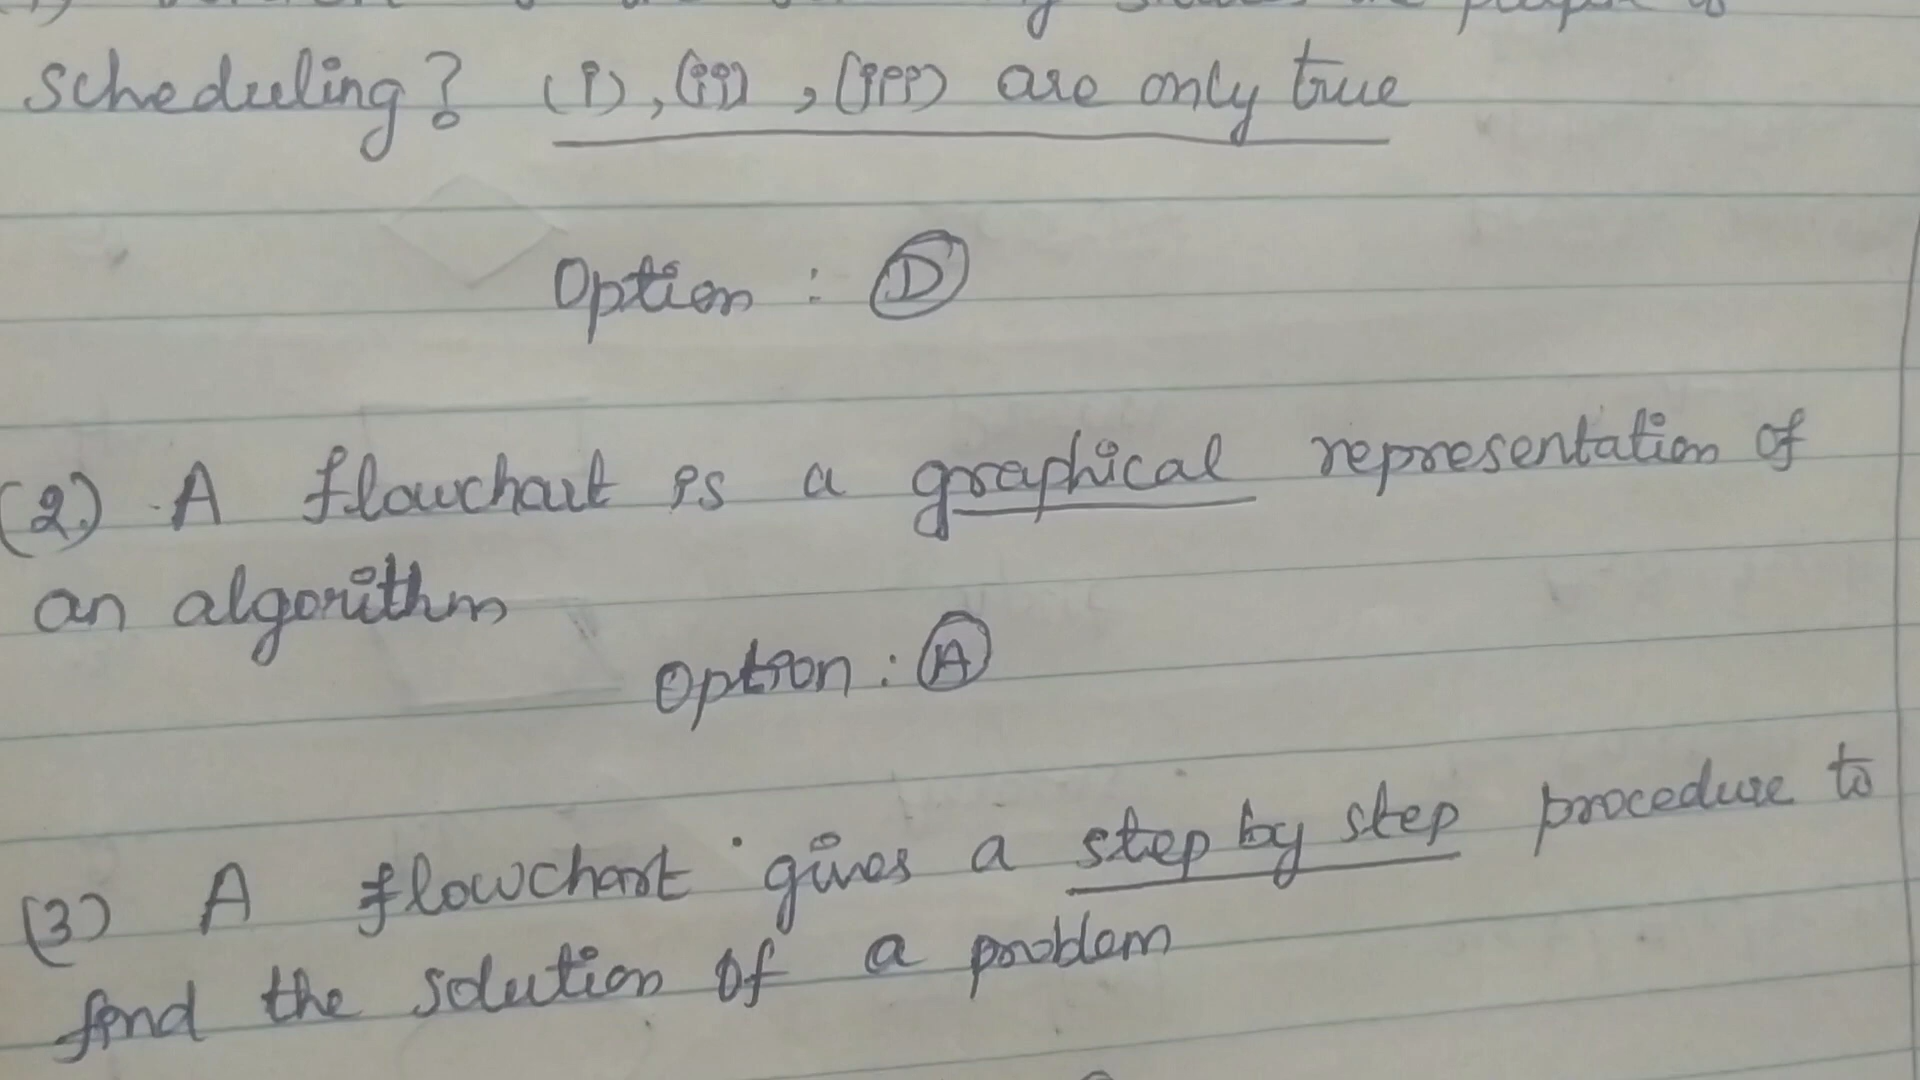 scheduling? (i), (ii), (iii) are only true
Option : D
(2) A flowchart is a graphical representation of
an algorithm
Option : A
(3) A flowchart gives a step by step procedure to
find the solution of a problem